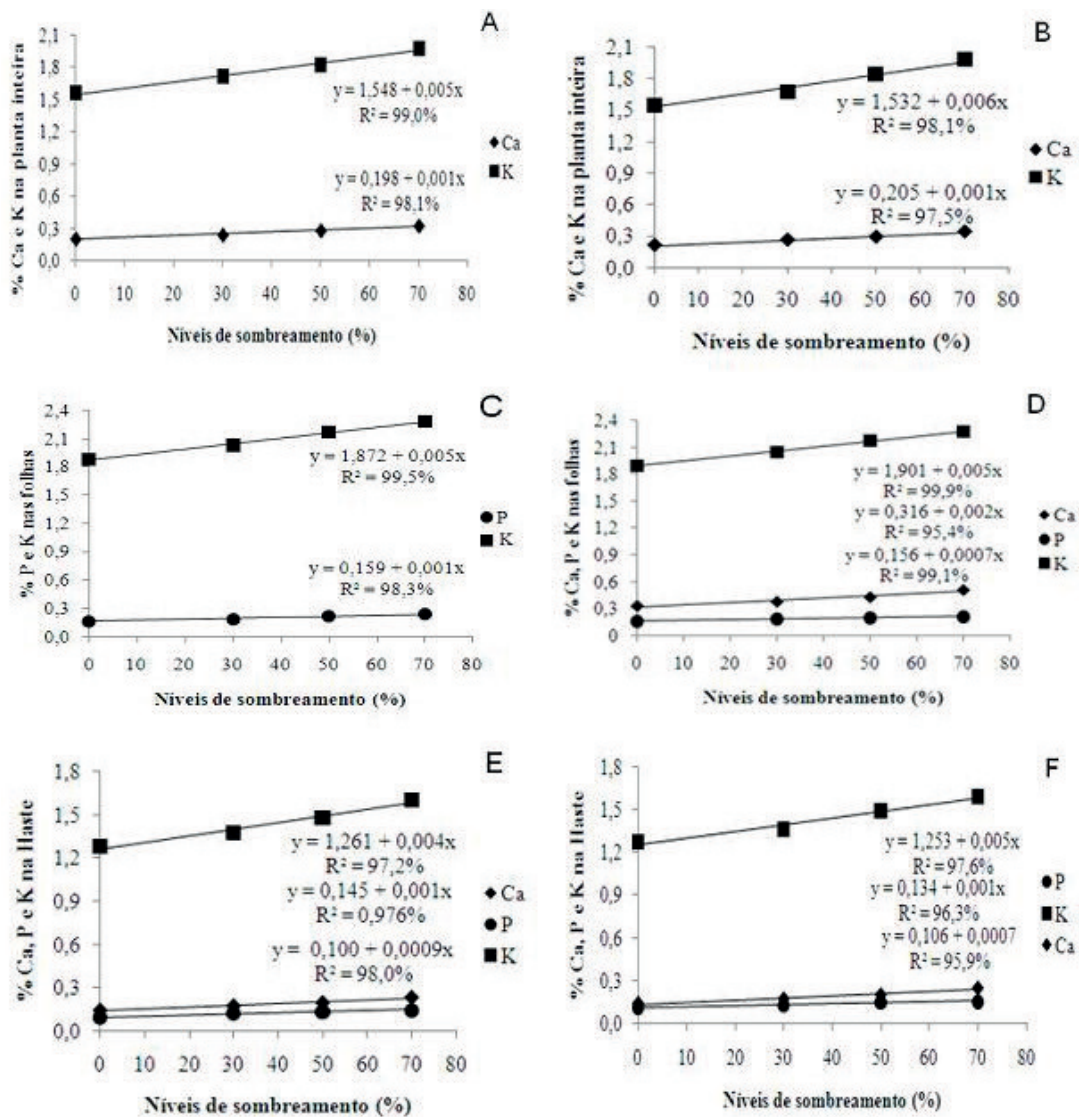 A
% Ca e K na planta inteira
2,1
1,8
1,5
1,2
0,9
0,6
0,3
0,0
y = 1,548 + 0,005x
R² = 99,0%
y = 0,198 + 0,001x
R² = 98,1%
Ca
K
0 10 20 30 40 50 60 70 80
Níveis de sombreamento (%)
B
% Ca e K na planta inteira
2,1
1,8
1,5
1,2
0,9
0,6
0,3
0,0
y = 1,532 + 0,006x
R² = 98,1%
y = 0,205 + 0,001x
R² = 97,5%
Ca
K
0 10 20 30 40 50 60 70 80
Níveis de sombreamento (%)
C
% P e K nas folhas
2,4
2,1
1,8
1,5
1,2
0,9
0,6
0,3
0,0
y = 1,872 + 0,005x
R² = 99,5%
y = 0,159 + 0,001x
R² = 98,3%
P
K
0 10 20 30 40 50 60 70 80
Níveis de sombreamento (%)
D
% Ca, P e K nas folhas
2,4
2,1
1,8
1,5
1,2
0,9
0,6
0,3
0
y = 1,901 + 0,005x
R² = 99,9%
y = 0,316 + 0,002x
R² = 95,4%
y = 0,156 + 0,0007x
R² = 99,1%
Ca
P
K
0 10 20 30 40 50 60 70 80
Níveis de sombreamento (%)
E
% Ca, P e K na Haste
1,8
1,5
1,2
0,9
0,6
0,3
0,0
y = 1,261 + 0,004x
R² = 97,2%
y = 0,145 + 0,001x
R² = 0,976%
y = 0,100 + 0,0009x
R² = 98,0%
Ca
P
K
0 10 20 30 40 50 60 70 80
Níveis de sombreamento (%)
F
% Ca, P e K na Haste
1,8
1,5
1,2
0,9
0,6
0,3
0,0
y = 1,253 + 0,005x
R² = 97,6%
y = 0,134 + 0,001x
R² = 96,3%
y = 0,106 + 0,0007
R² = 95,9%
P
K
Ca
0 10 20 30 40 50 60 70 80
Níveis de sombreamento (%)